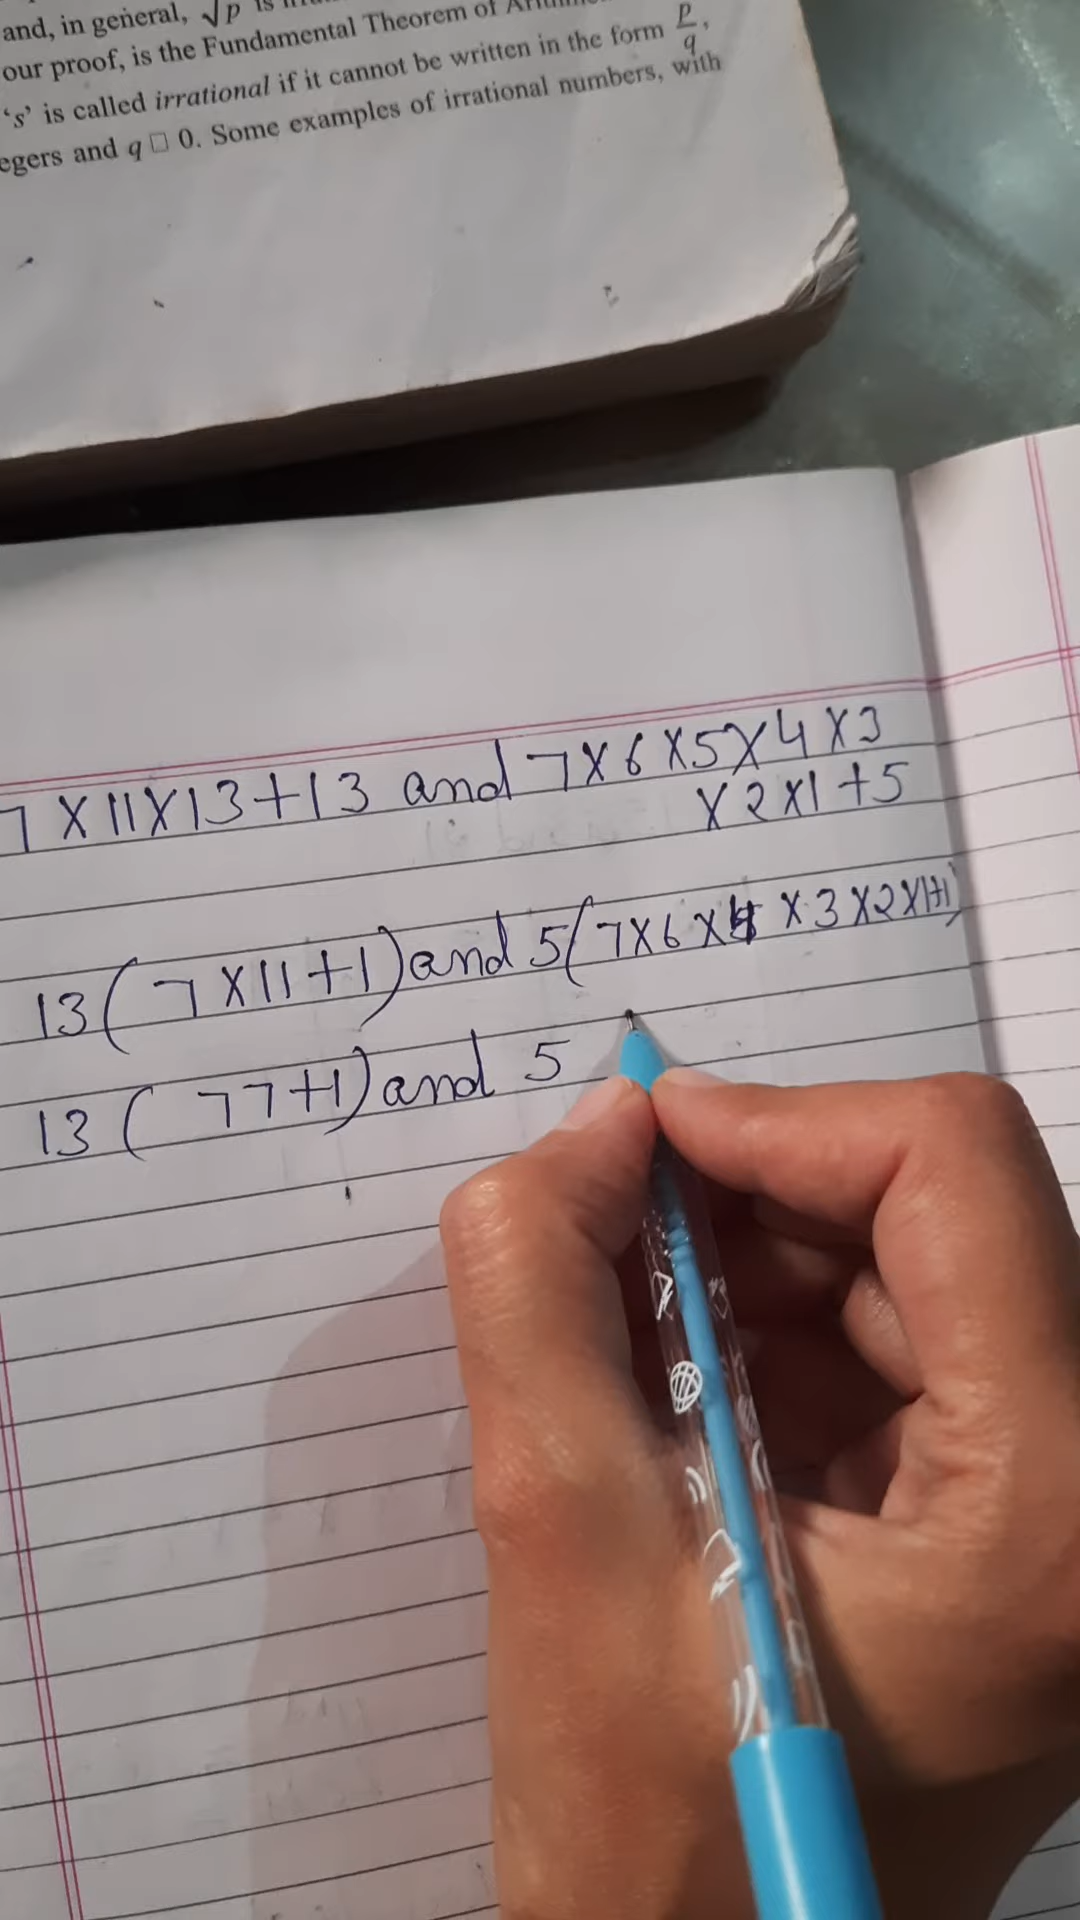 and, in general, √p is
our proof, is the Fundamental Theorem of
's' is called irrational if it cannot be written in the form p/q,
egers and q □ 0. Some examples of irrational numbers, with
7 × 11 × 13 + 13 and 7 × 6 × 5 × 4 × 3
× 2 × 1 + 5
13 ( 7 × 11 + 1 ) and 5 ( 7 × 6 × 4 × 3 × 2 × 1 + 1 )
13 ( 77 + 1 ) and 5